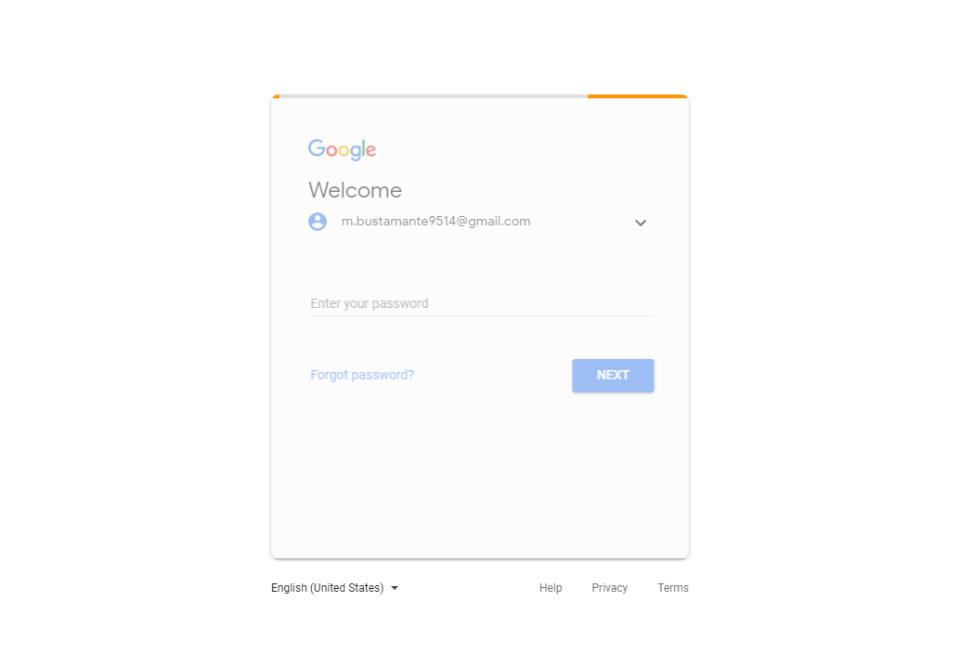 Google
Welcome
m.bustamante9514@gmail.com
Enter your password
Forgot password?
NEXT
English (United States)
Help Privacy Terms